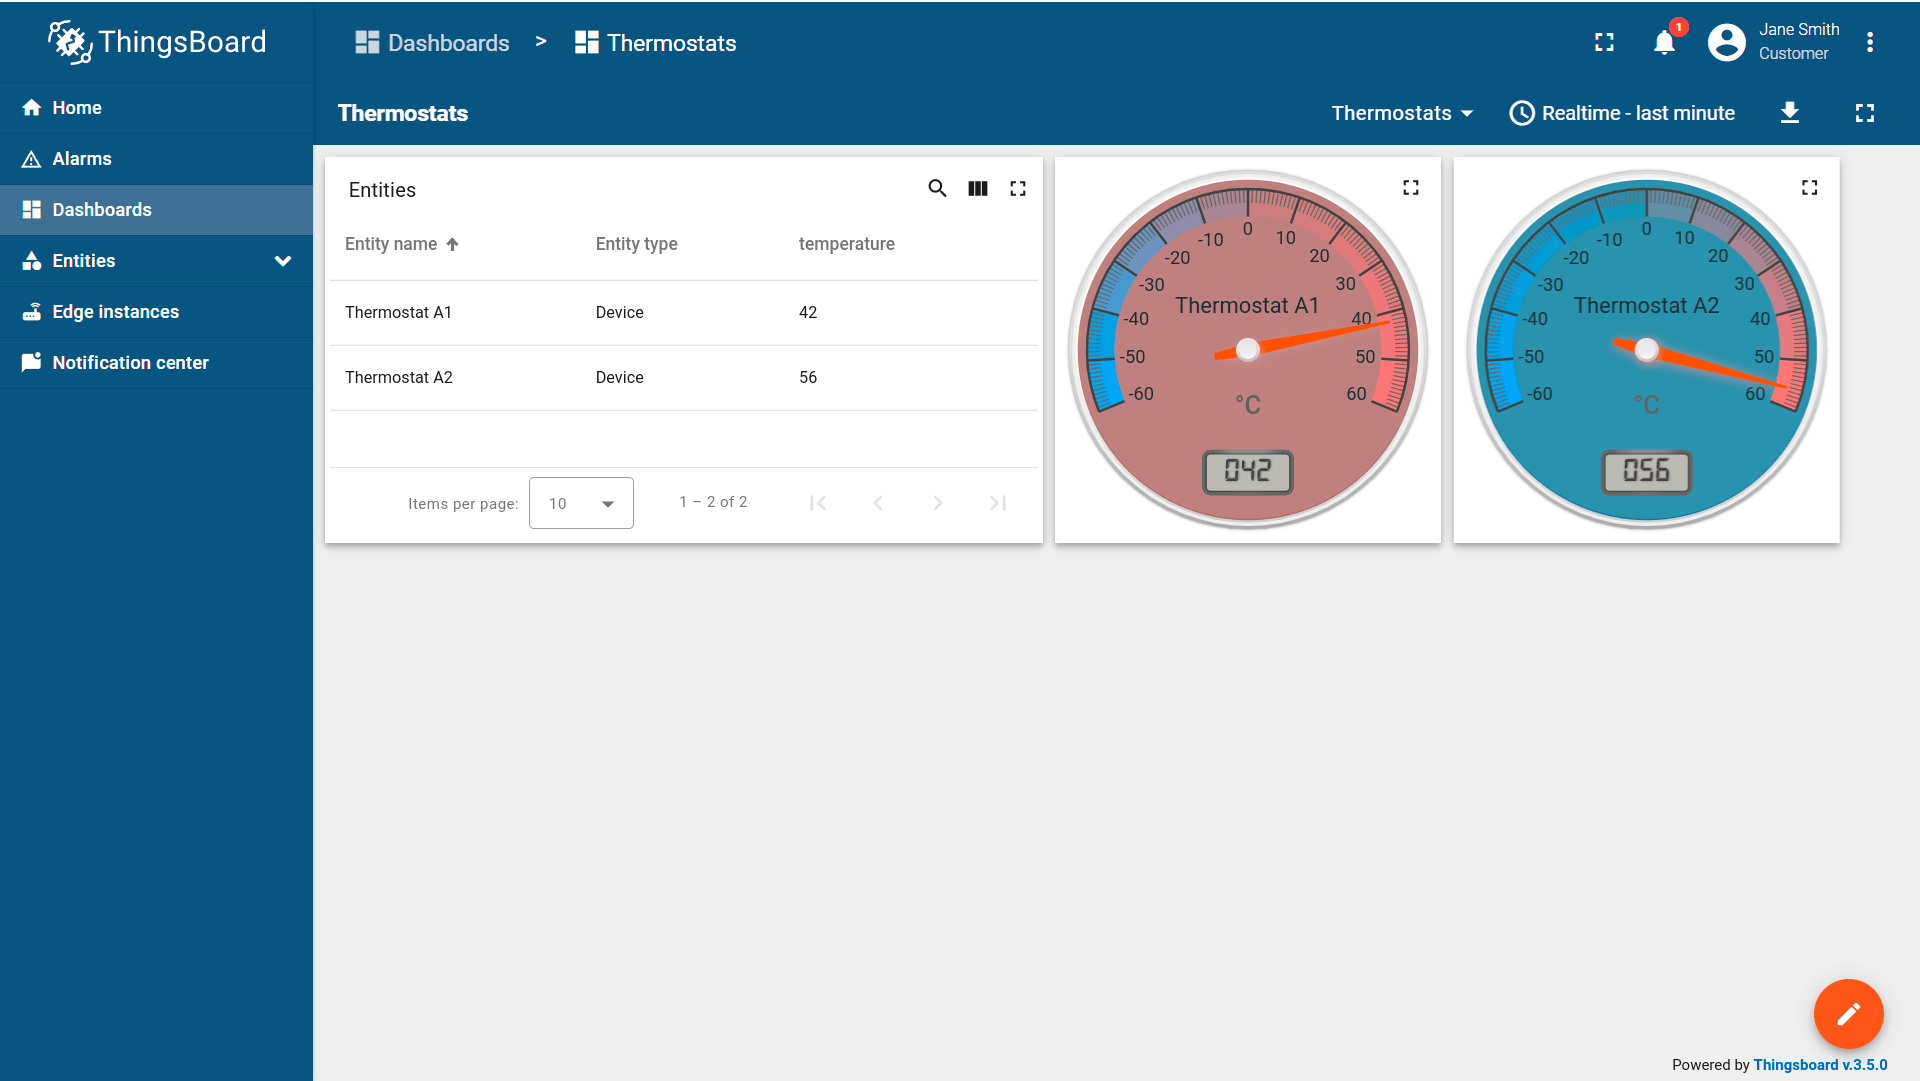 ThingsBoard
Dashboards > Thermostats
1
Jane Smith
Customer
Home
Alarms
Dashboards
Entities
Edge instances
Notification center
Thermostats
Thermostats
Realtime - last minute
Entities
Entity name Entity type temperature
Thermostat A1 Device 42
Thermostat A2 Device 56
Items per page: 10 1 – 2 of 2
-60 -50 -40 -30 -20 -10 0 10 20 30 40 50 60
Thermostat A1
°C
042
-60 -50 -40 -30 -20 -10 0 10 20 30 40 50 60
Thermostat A2
°C
056
Powered by Thingsboard v.3.5.0